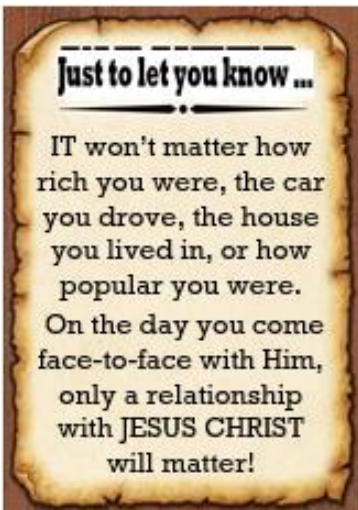 Just to let you know ...
IT won't matter how
rich you were, the car
you drove, the house
you lived in, or how
popular you were.
On the day you come
face-to-face with Him,
only a relationship
with JESUS CHRIST
will matter!